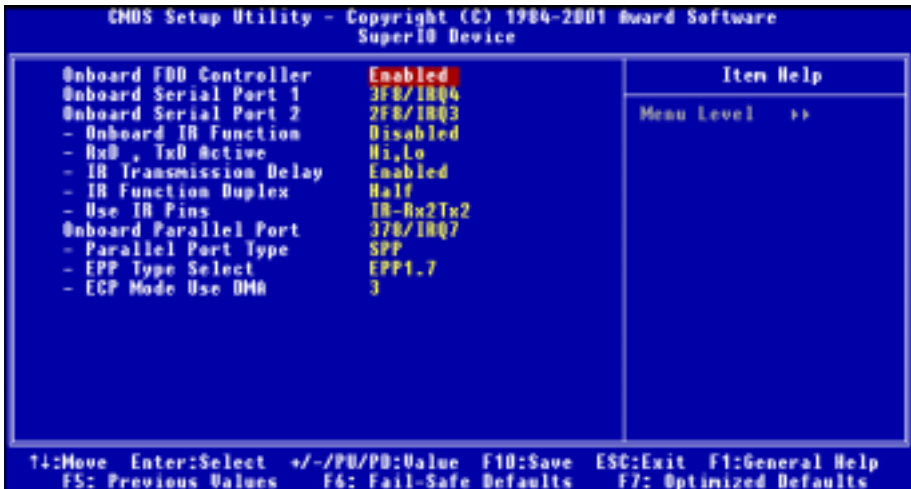 CMOS Setup Utility - Copyright (C) 1984-2001 Award Software
SuperIO Device
Onboard FDD Controller Enabled
Onboard Serial Port 1 3F8/IRQ4
Onboard Serial Port 2 2F8/IRQ3
- Onboard IR Function Disabled
- RxD , TxD Active Hi,Lo
- IR Transmission Delay Enabled
- IR Function Duplex Half
- Use IR Pins IR-Rx2Tx2
Onboard Parallel Port 378/IRQ7
- Parallel Port Type SPP
- EPP Type Select EPP1.7
- ECP Mode Use DMA 3
Item Help
Menu Level ►►
↑↓:Move Enter:Select +/-/PU/PD:Value F10:Save ESC:Exit F1:General Help
F5: Previous Values F6: Fail-Safe Defaults F7: Optimized Defaults